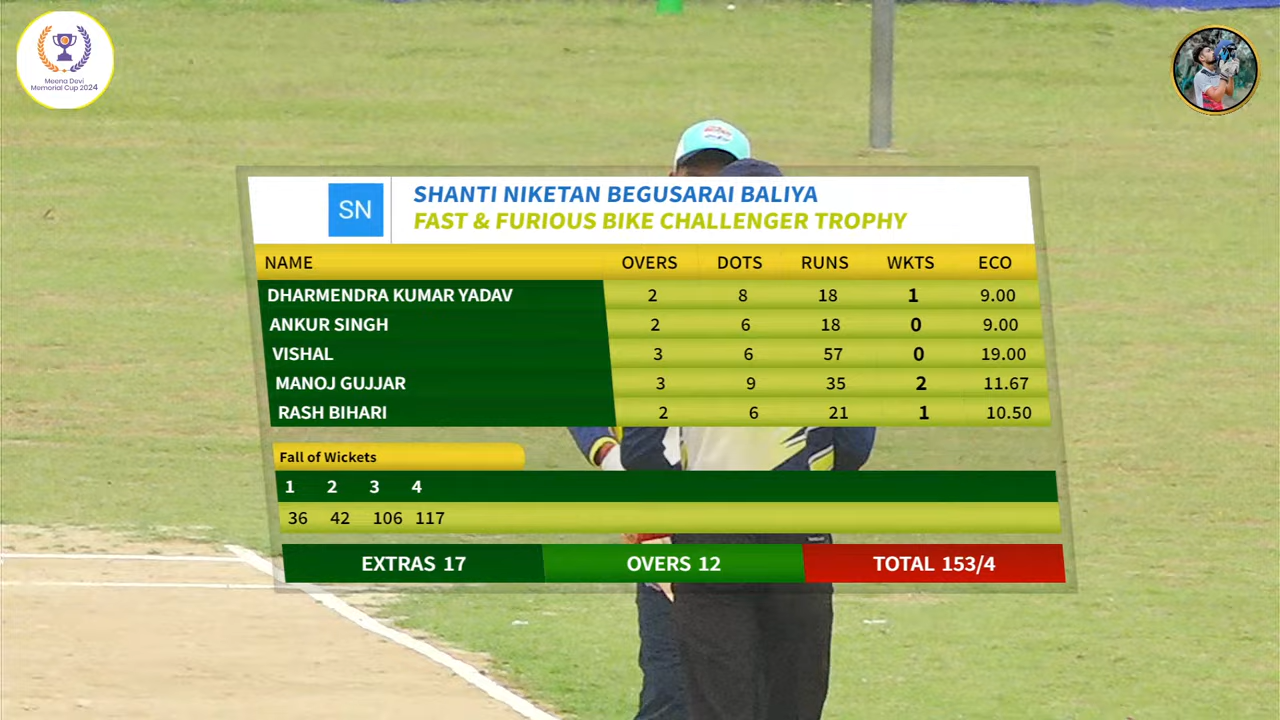 Meena Devi
Memorial Cup 2024
SN
SHANTI NIKETAN BEGUSARAI BALIYA
FAST & FURIOUS BIKE CHALLENGER TROPHY
NAME OVERS DOTS RUNS WKTS ECO
DHARMENDRA KUMAR YADAV 2 8 18 1 9.00
ANKUR SINGH 2 6 18 0 9.00
VISHAL 3 6 57 0 19.00
MANOJ GUJJAR 3 9 35 2 11.67
RASH BIHARI 2 6 21 1 10.50
Fall of Wickets
1 2 3 4
36 42 106 117
EXTRAS 17 OVERS 12 TOTAL 153/4